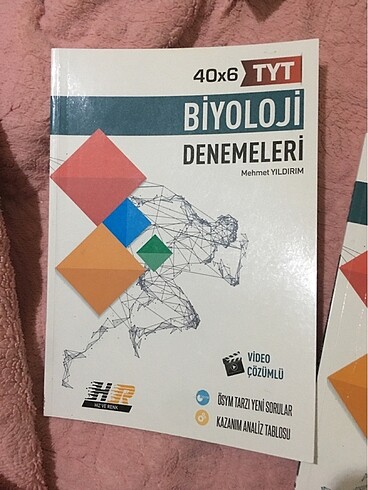 40x6 TYT
BİYOLOJİ
DENEMELERİ
Mehmet YILDIRIM
VİDEO
ÇÖZÜMLÜ
ÖSYM TARZI YENİ SORULAR
KAZANIM ANALİZ TABLOSU
HR
HIZ VE RENK